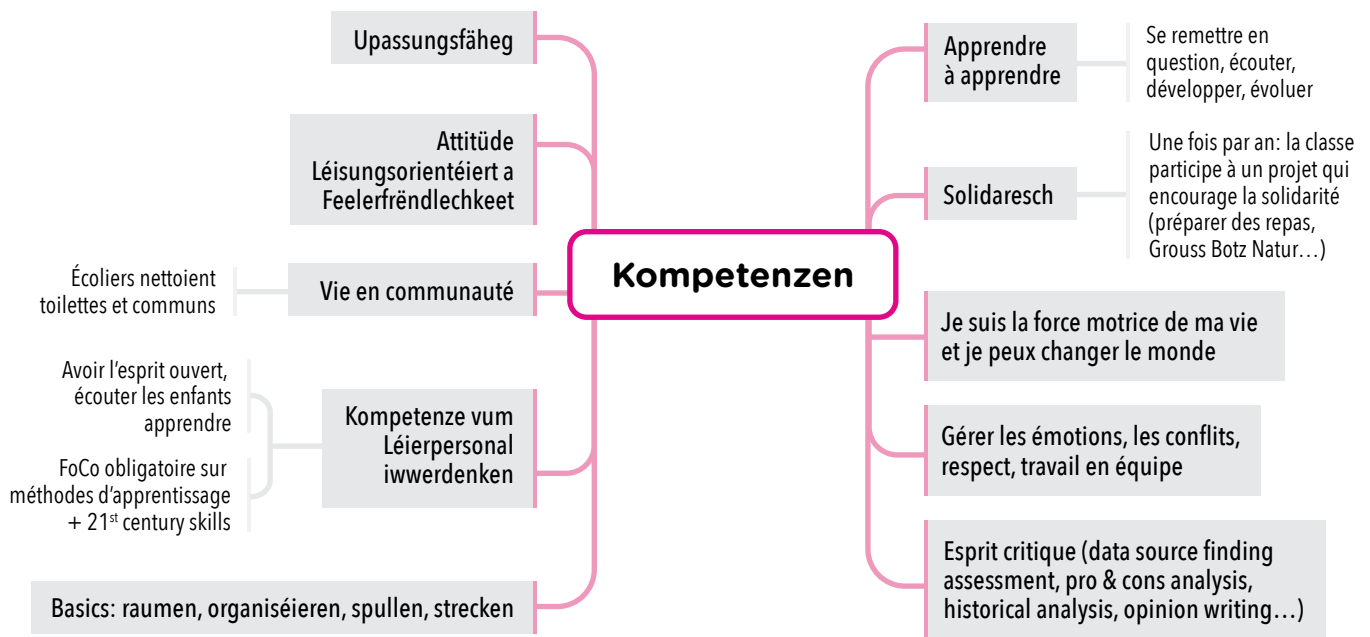 Kompetenzen
Upassungsfäheg
Attitüde
Léisungsorientéiert a
Feelerfrëndlechkeet
Vie en communauté
Écoliers nettoient
toilettes et communs
Kompetenze vum
Léierpersonal
iwwerdenken
Avoir l’esprit ouvert,
écouter les enfants
apprendre
FoCo obligatoire sur
méthodes d’apprentissage
+ 21st century skills
Basics: raumen, organiséieren, spullen, strecken
Apprendre
à apprendre
Se remettre en
question, écouter,
développer, évoluer
Solidaresch
Une fois par an: la classe
participe à un projet qui
encourage la solidarité
(préparer des repas,
Grouss Botz Natur…)
Je suis la force motrice de ma vie
et je peux changer le monde
Gérer les émotions, les conflits,
respect, travail en équipe
Esprit critique (data source finding
assessment, pro & cons analysis,
historical analysis, opinion writing…)